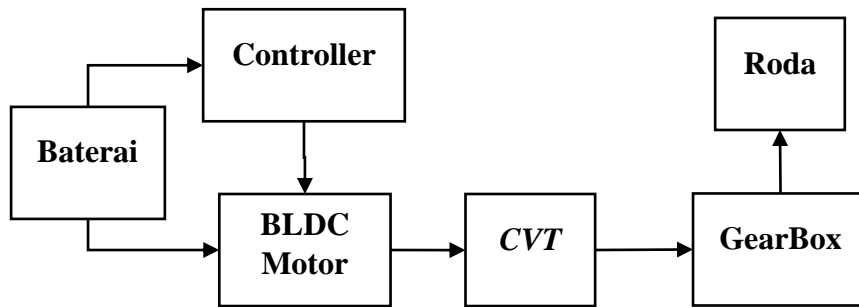 Controller
Roda
Baterai
BLDC
Motor
CVT
GearBox